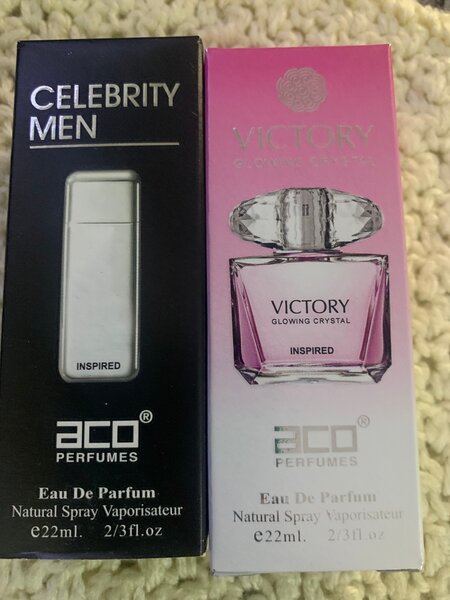 CELEBRITY
MEN
INSPIRED
aco®
PERFUMES
Eau De Parfum
Natural Spray Vaporisateur
e22ml. 2/3fl.oz
VICTORY
GLOWING CRYSTAL
VICTORY
GLOWING CRYSTAL
INSPIRED
aco®
PERFUMES
Eau De Parfum
Natural Spray Vaporisateur
e22ml. 2/3fl.oz